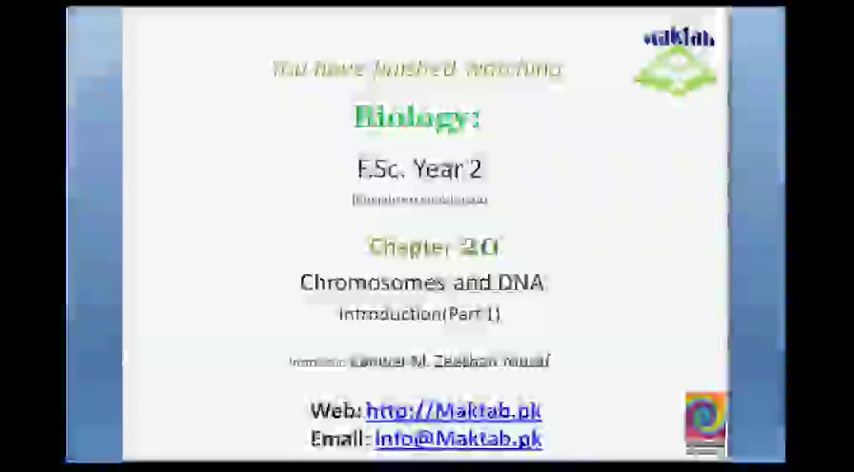 Maktab
You have finished watching
Biology:
F.Sc. Year 2
Chapter 20
Chromosomes and DNA
Introduction(Part 1)
M. Zeeshan
Web: http://Maktab.pk
Email: Info@Maktab.pk